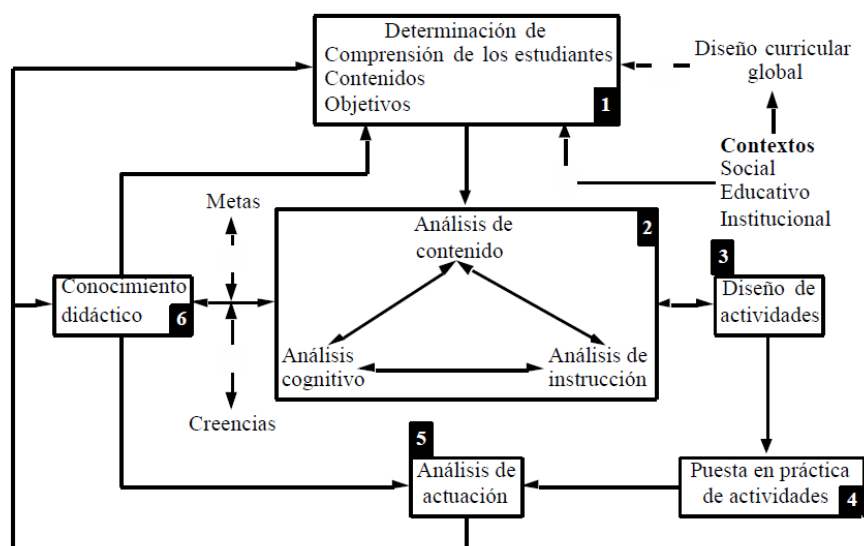 Determinación de
Comprensión de los estudiantes
Contenidos
Objetivos
1
Diseño curricular
global
Contextos
Social
Educativo
Institucional
Metas
Análisis de
contenido
2
Análisis
cognitivo
Análisis de
instrucción
3
Diseño de
actividades
Conocimiento
didáctico
6
Creencias
5
Análisis de
actuación
Puesta en práctica
de actividades
4